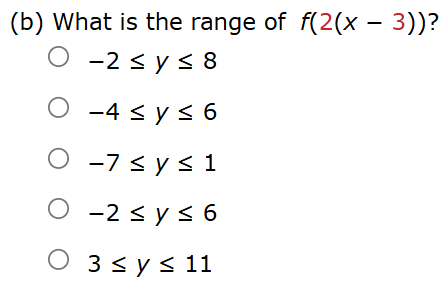 (b) What is the range of f(2(x − 3))?
−2 ≤ y ≤ 8
−4 ≤ y ≤ 6
−7 ≤ y ≤ 1
−2 ≤ y ≤ 6
3 ≤ y ≤ 11